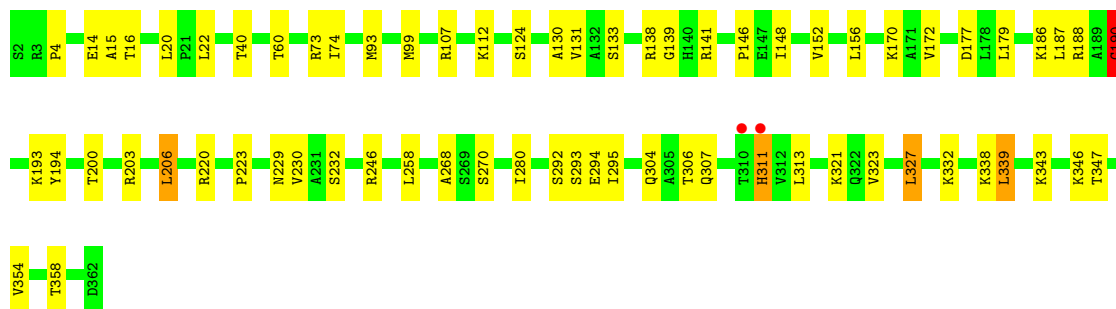 S2 R3 P4 E14 A15 T16 L20 P21 L22 T40 T60 R73 I74 M93 M99 R107 K112 S124 A130 V131 A132 S133 R138 G139 H140 R141 P146 E147 I148 V152 L156 K170 A171 V172 D177 L178 L179 K186 L187 R188 A189
K193 Y194 T200 R203 L206 R220 P223 N229 V230 A231 S232 R246 L258 A268 S269 S270 I280 S292 S293 E294 I295 Q304 A305 T306 Q307 T310 H311 V312 L313 K321 Q322 V323 L327 K332 K338 L339 K343 K346 T347
V354 T358 D362